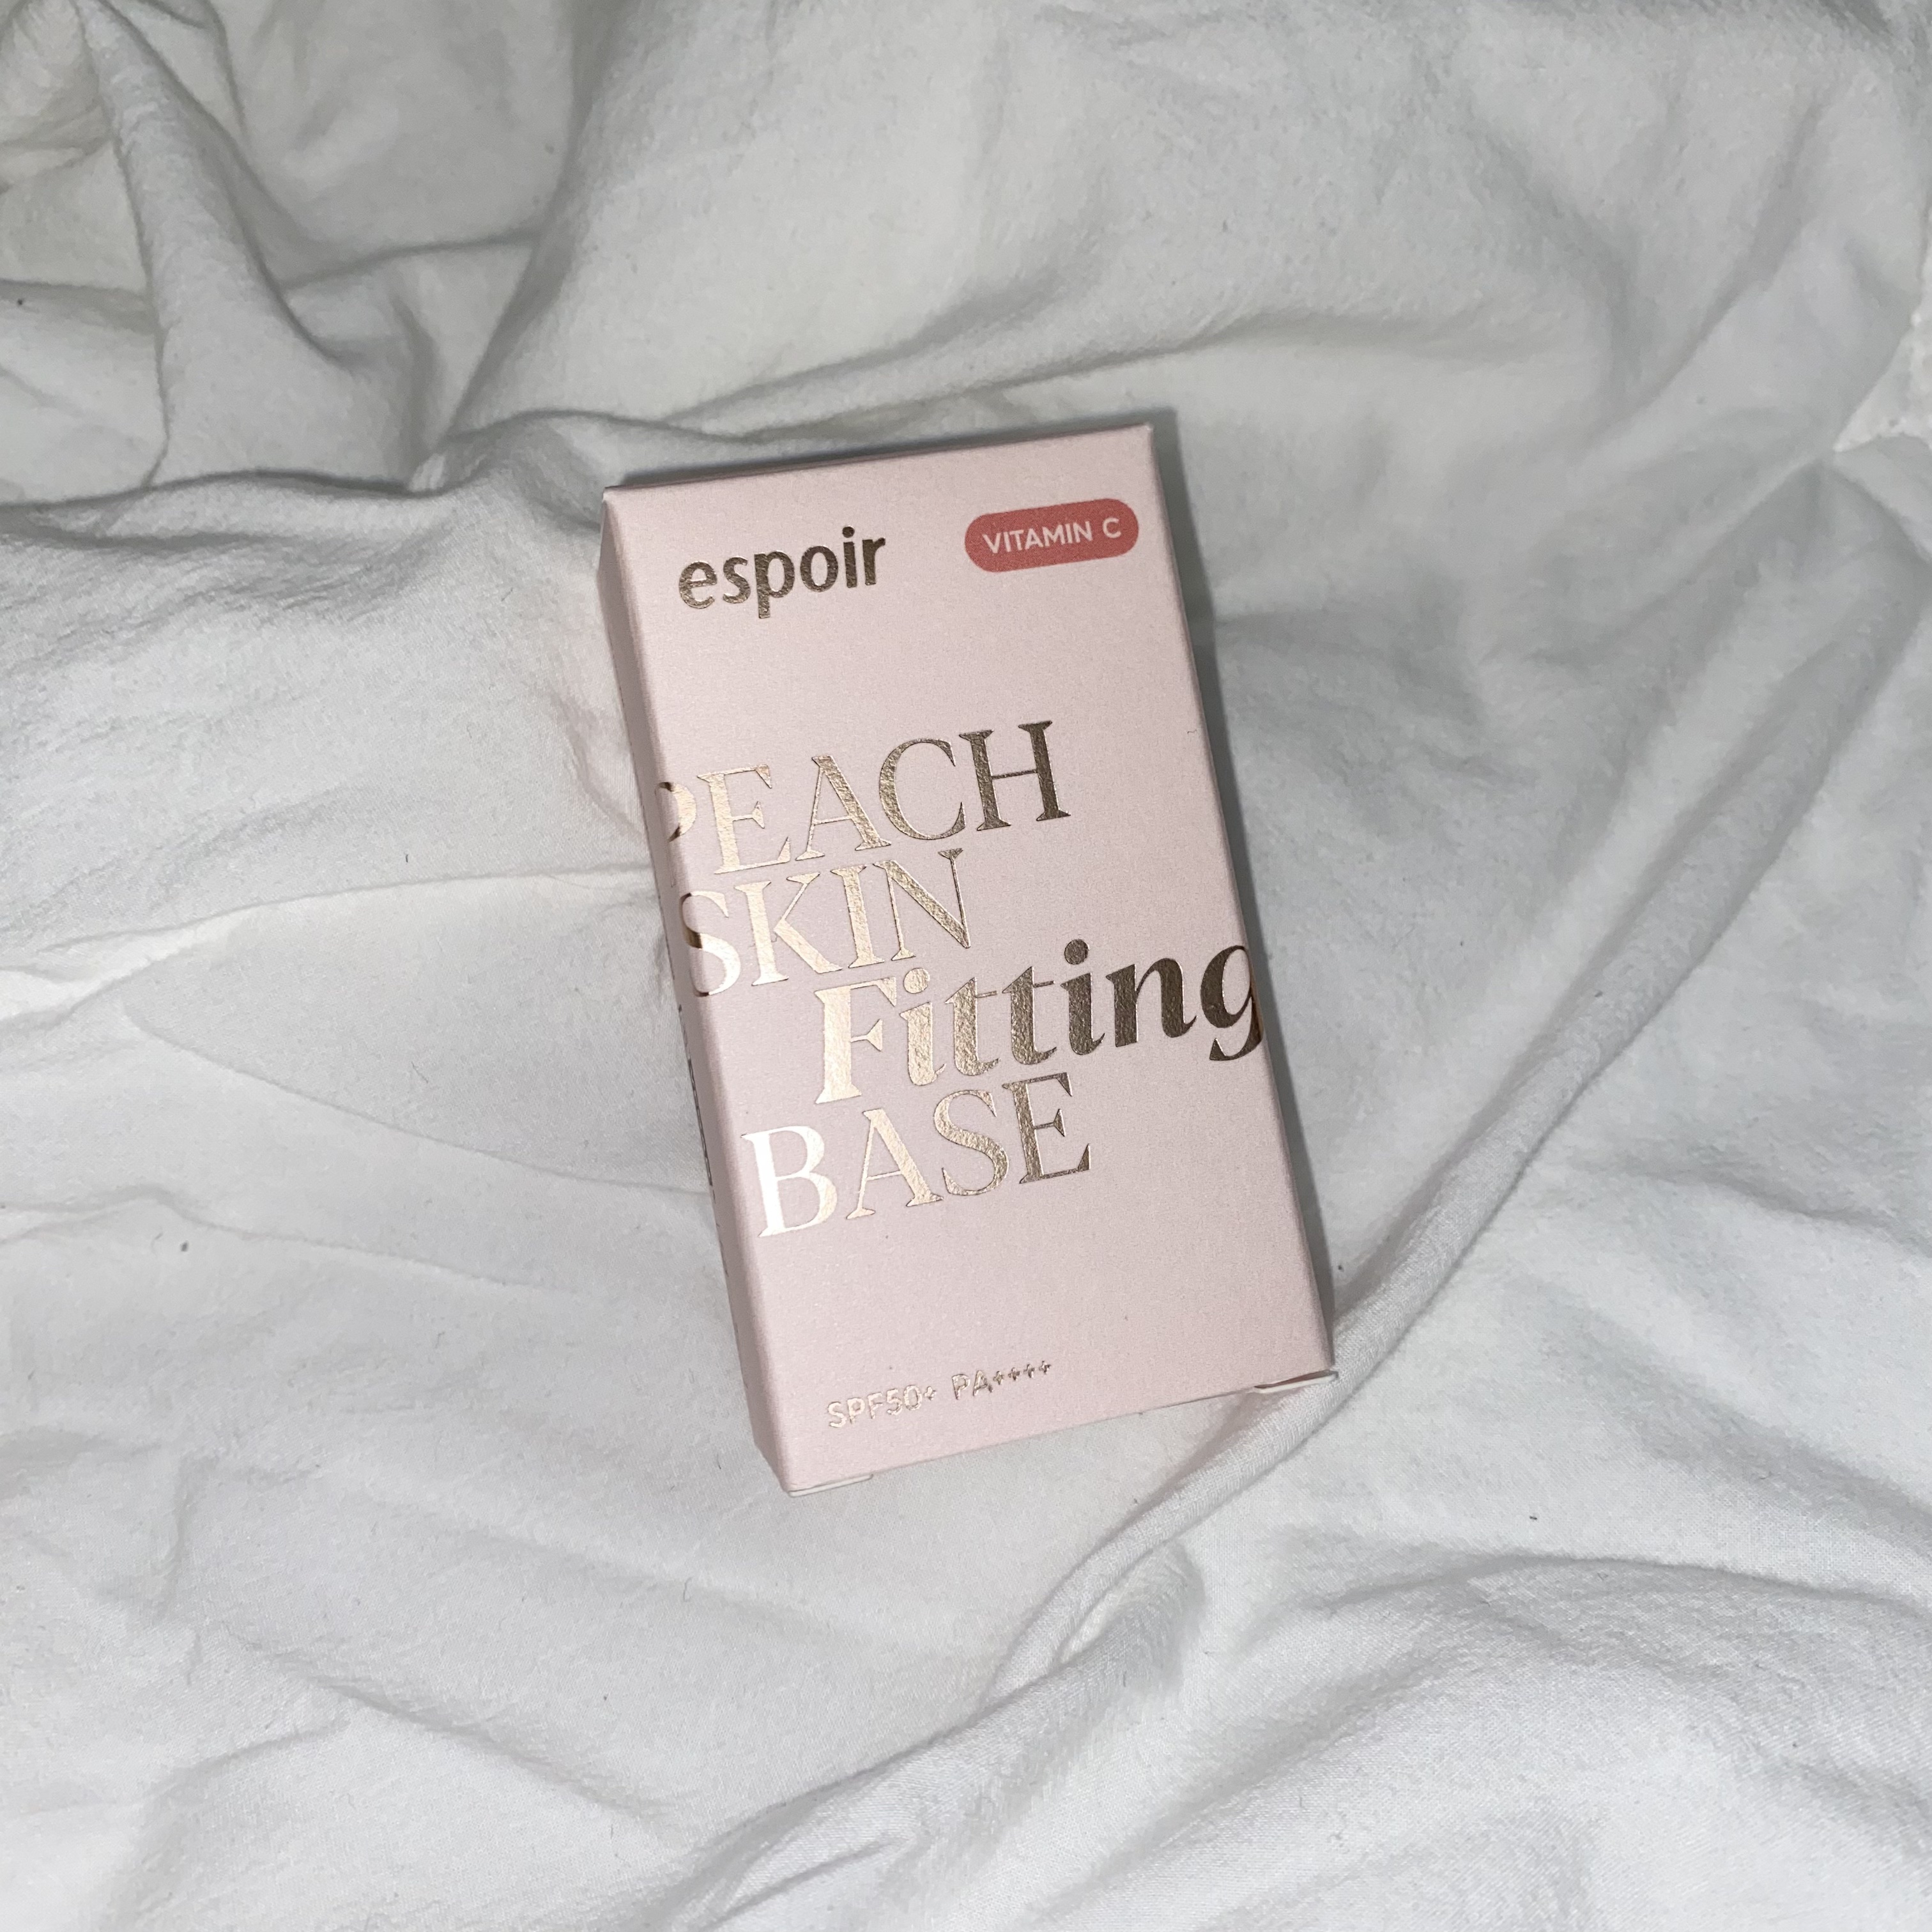 espoir
VITAMIN C
PEACH
SKIN
Fitting
BASE
SPF50+ PA++++